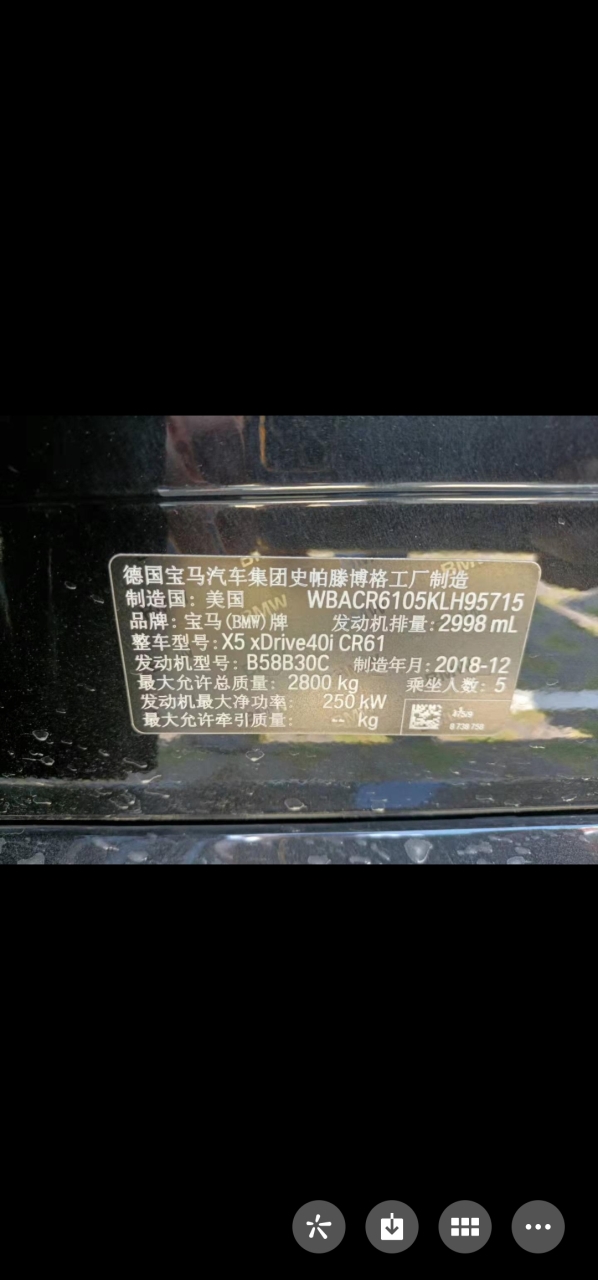 德国宝马汽车集团史帕滕博格工厂制造
制造国：美国 WBACR6105KLH95715
品牌：宝马(BMW)牌 发动机排量：2998 mL
整车型号：X5 xDrive40i CR61
发动机型号：B58B30C 制造年月：2018-12
最大允许总质量：2800 kg 乘坐人数：5
发动机最大净功率：250 kW
最大允许牵引质量：-- kg